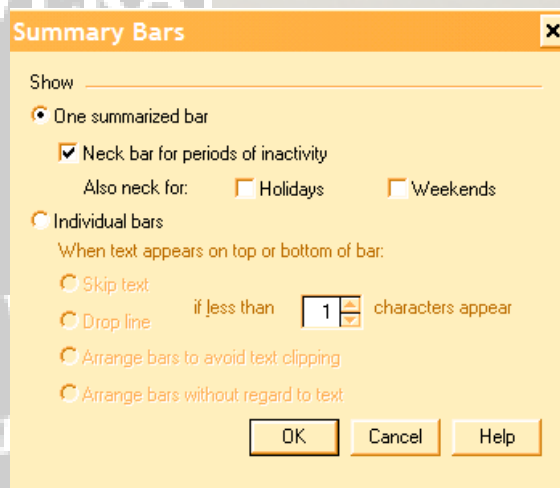 Summary Bars
Show
One summarized bar
Neck bar for periods of inactivity
Also neck for: Holidays Weekends
Individual bars
When text appears on top or bottom of bar:
Skip text
if less than 1 characters appear
Drop line
Arrange bars to avoid text clipping
Arrange bars without regard to text
OK Cancel Help